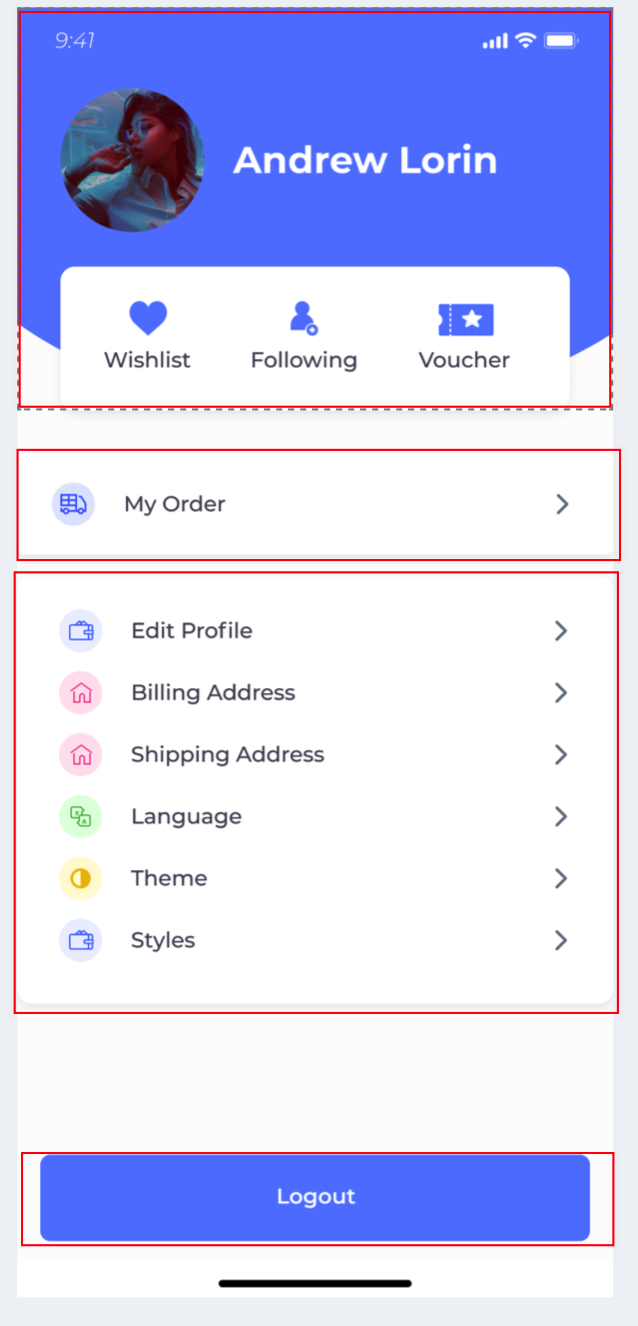 9:41
Andrew Lorin
Wishlist Following Voucher
My Order
Edit Profile
Billing Address
Shipping Address
Language
Theme
Styles
Logout